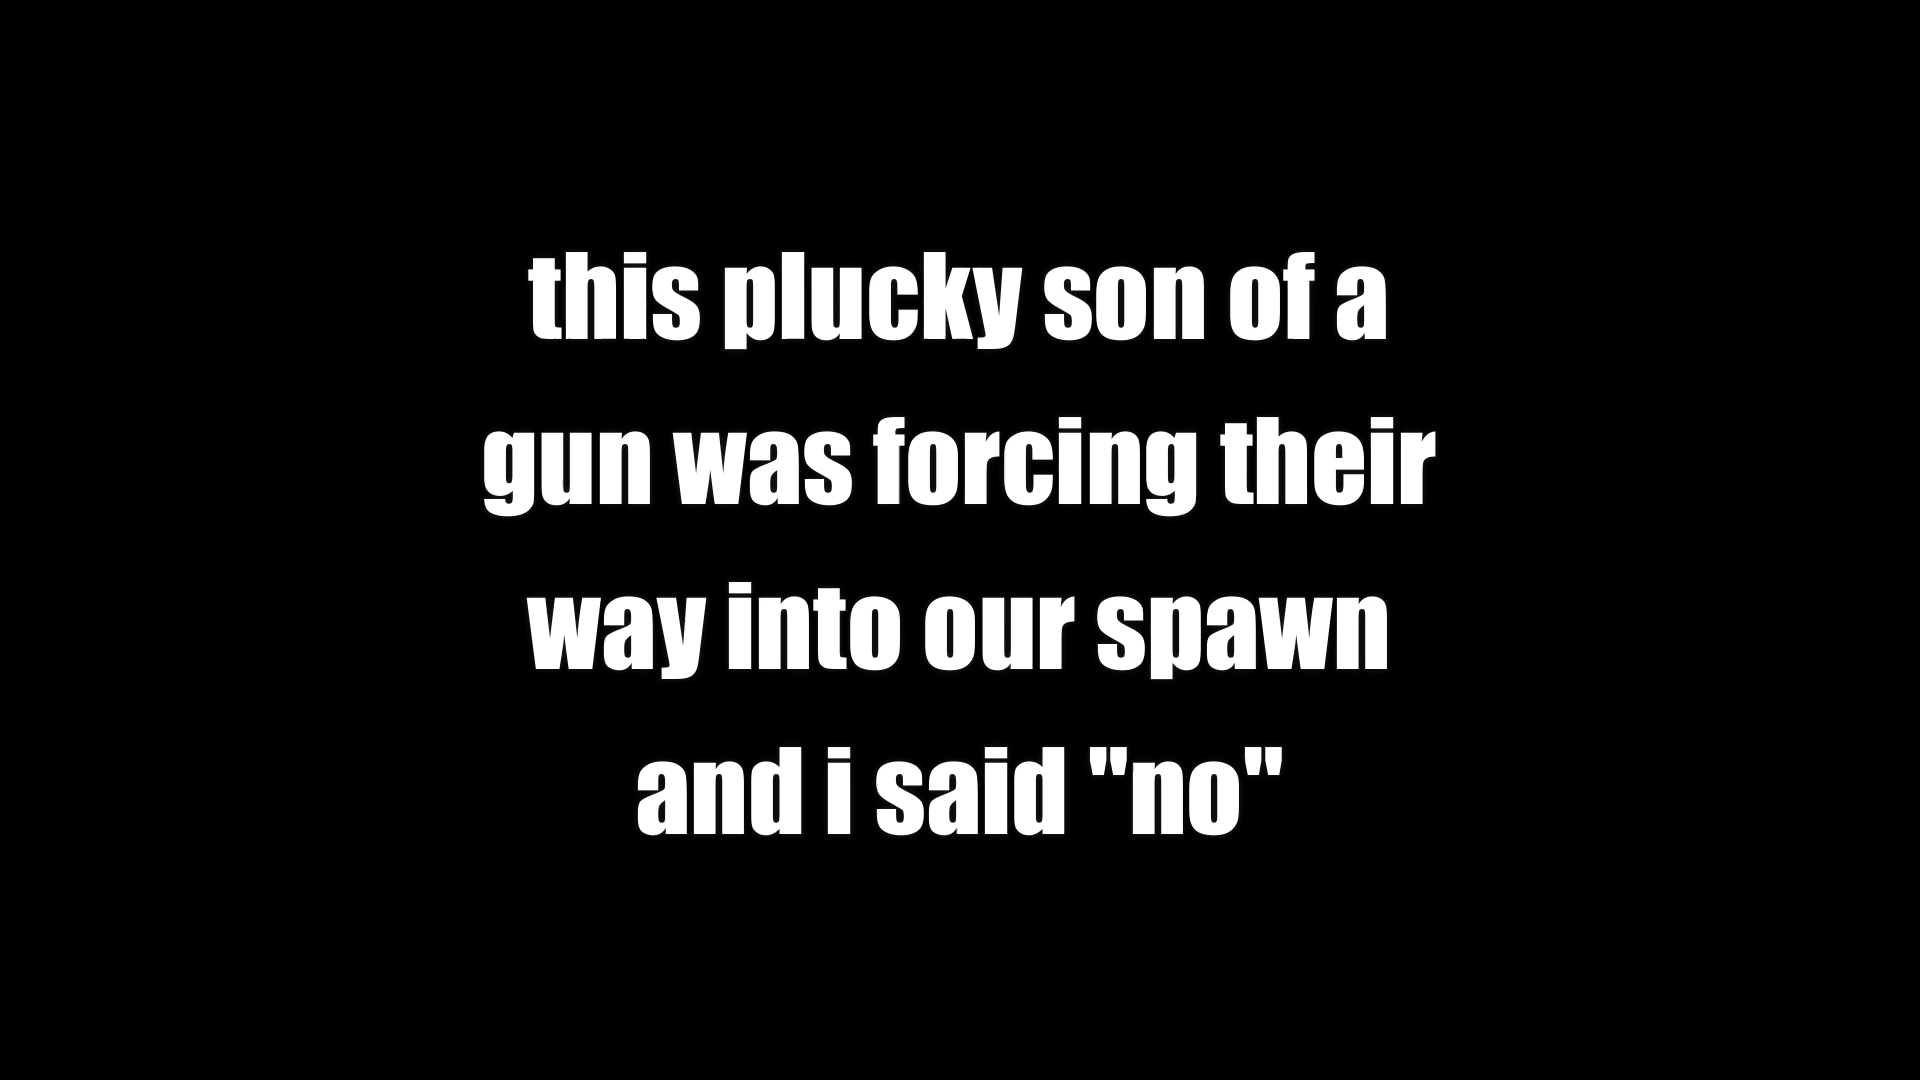 this plucky son of a
gun was forcing their
way into our spawn
and i said "no"